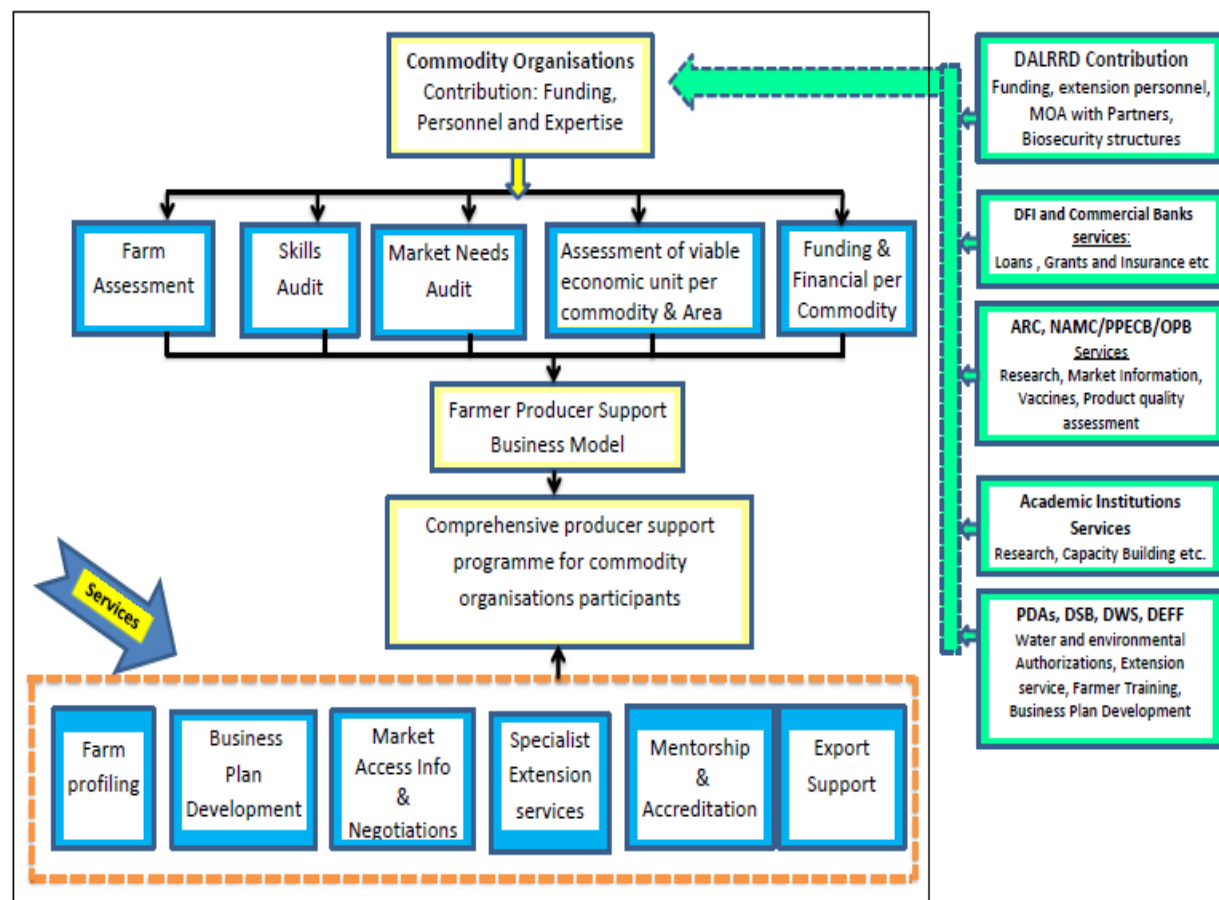 Commodity Organisations
Contribution: Funding,
Personnel and Expertise
Farm
Assessment
Skills
Audit
Market Needs
Audit
Assessment of viable
economic unit per
commodity & Area
Funding &
Financial per
Commodity
Farmer Producer Support
Business Model
Comprehensive producer support
programme for commodity
organisations participants
Services
Farm
profiling
Business
Plan
Development
Market
Access Info
&
Negotiations
Specialist
Extension
services
Mentorship
&
Accreditation
Export
Support
DALRRD Contribution
Funding, extension personnel,
MOA with Partners,
Biosecurity structures
DFI and Commercial Banks
services:
Loans , Grants and Insurance etc
ARC, NAMC/PPECB/OPB
Services
Research, Market Information,
Vaccines, Product quality
assessment
Academic Institutions
Services
Research, Capacity Building etc.
PDAs, DSB, DWS, DEFF
Water and environmental
Authorizations, Extension
service, Farmer Training,
Business Plan Development